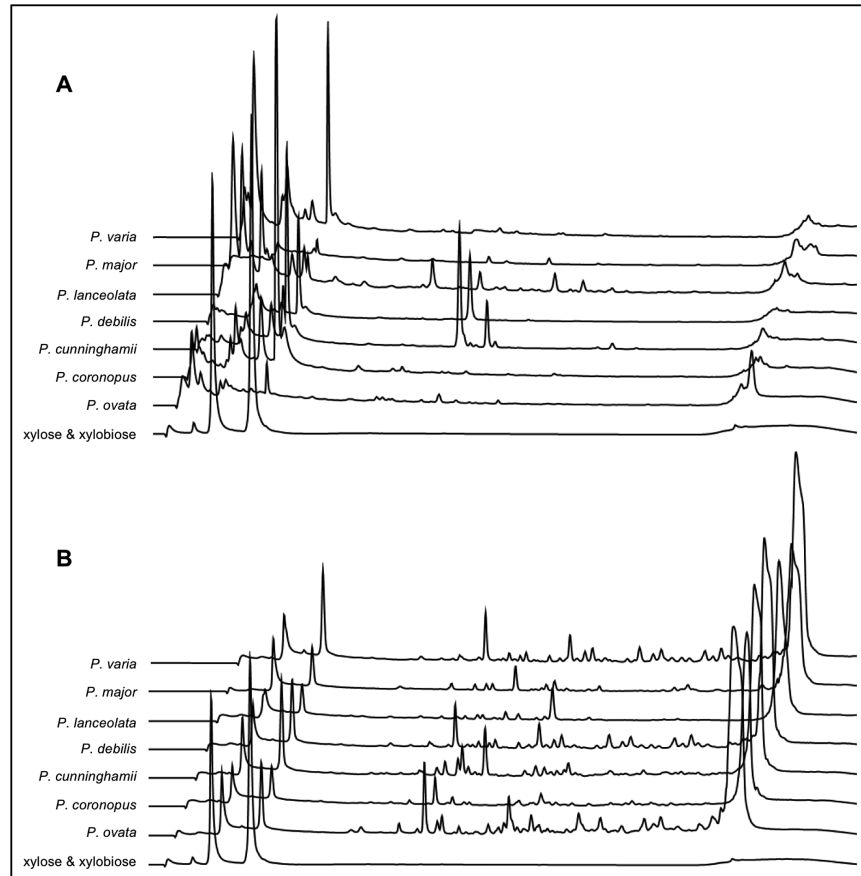 A
P. varia
P. major
P. lanceolata
P. debilis
P. cunninghamii
P. coronopus
P. ovata
xylose & xylobiose
B
P. varia
P. major
P. lanceolata
P. debilis
P. cunninghamii
P. coronopus
P. ovata
xylose & xylobiose